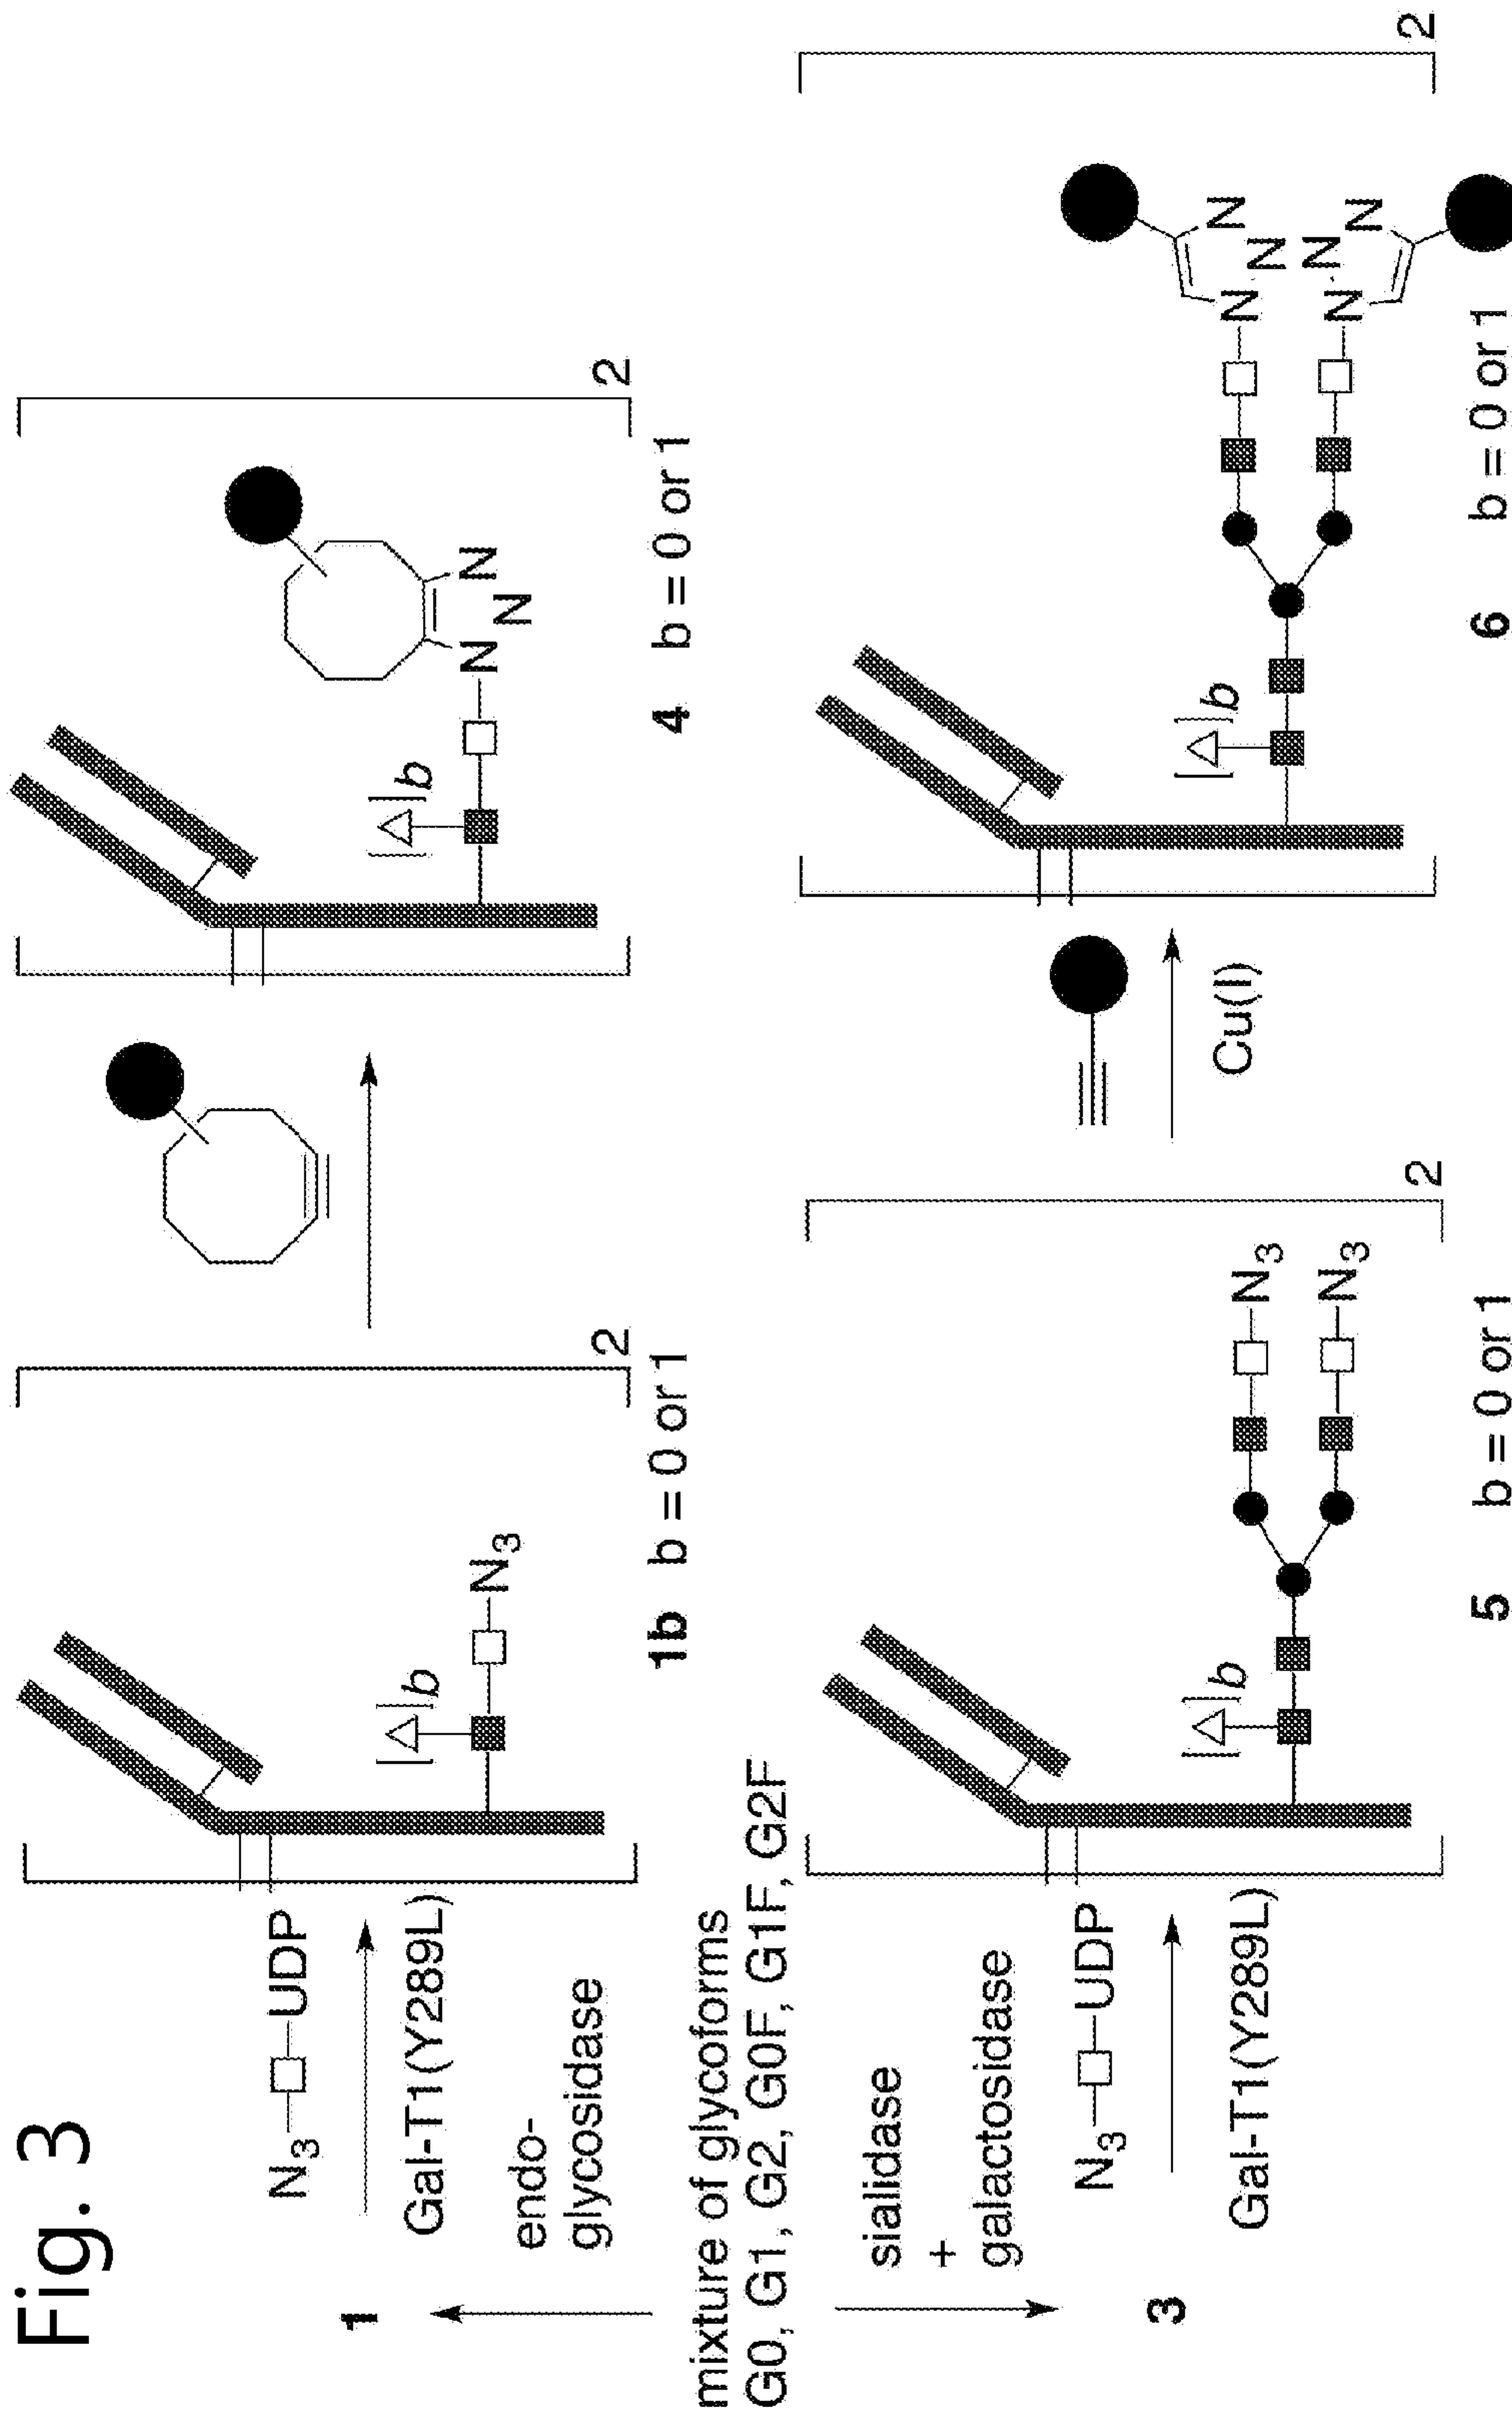 Fig. 3
1
N3 UDP
Gal-T1(Y289L)
endo-
glycosidase
[ ]b
N3
2
1b b = 0 or 1
[ ]b
N
N
N
2
4 b = 0 or 1
mixture of glycoforms
G0, G1, G2, G0F, G1F, G2F
sialidase
+
galactosidase
3
N3 UDP
Gal-T1(Y289L)
[ ]b
N3
N3
2
5 b = 0 or 1
Cu(I)
[ ]b
N
N
N
N
N
N
2
6 b = 0 or 1